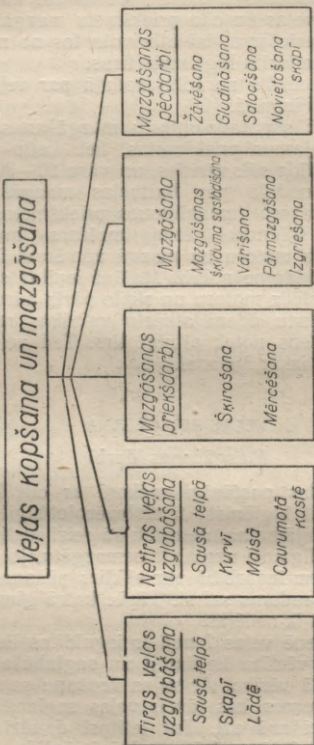 Veļas kopšana un mazgāšana
Tīras veļas
uzglabāšana
Sausā telpā
Skapī
Lādē
Netīras veļas
uzglabāšana
Sausā telpā
Kurvī
Maisā
Caurumotā
kastē
Mazgāšanas
priekšdarbi
Šķirošana
Mērcēšana
Mazgāšana
Mazgāšanas
šķīduma sastādīšana
Vārīšana
Pārmazgāšana
Izgriešana
Mazgāšanas
pēcdarbi
Žāvēšana
Gludināšana
Salocīšana
Novietošana
skapī